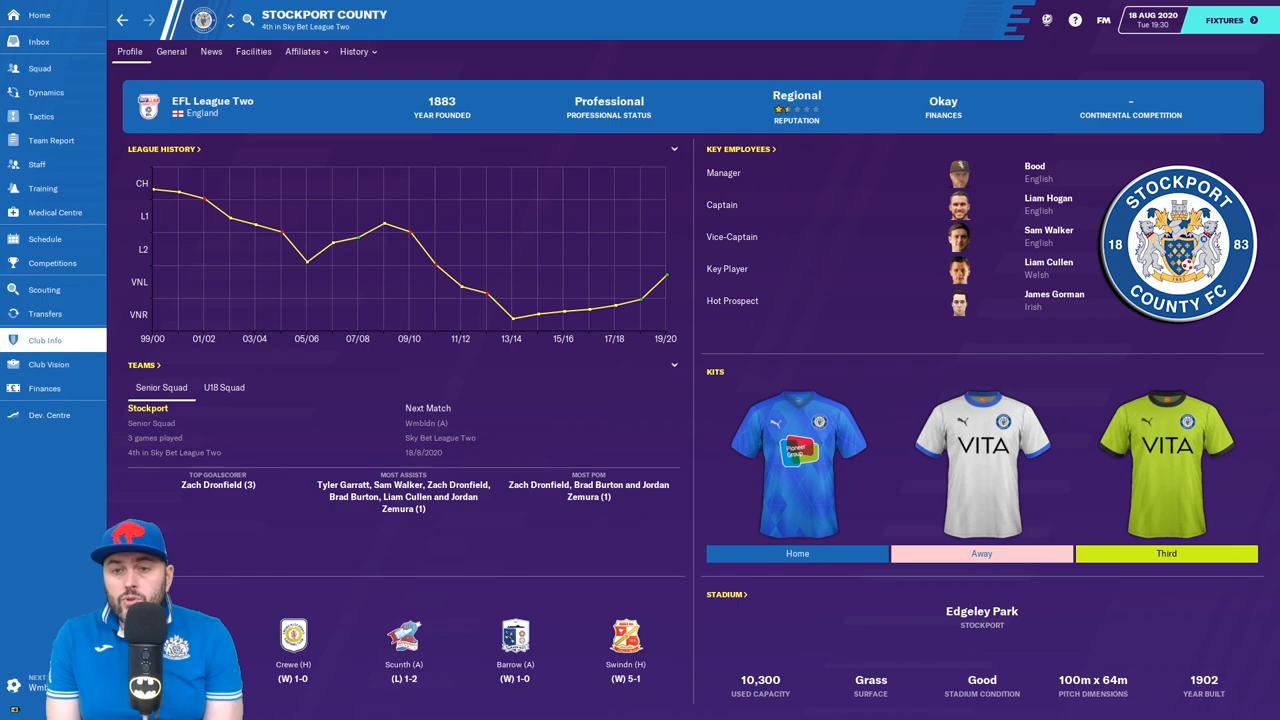 Home
Inbox
Squad
Dynamics
Tactics
Team Report
Staff
Training
Medical Centre
Schedule
Competitions
Scouting
Transfers
Club Info
Club Vision
Finances
Dev. Centre
NEXT
Wmb
STOCKPORT COUNTY
4th in Sky Bet League Two
FM
18 AUG 2020
Tue 19:30
FIXTURES
Profile General News Facilities Affiliates History
EFL League Two
England
1883
YEAR FOUNDED
Professional
PROFESSIONAL STATUS
Regional
REPUTATION
Okay
FINANCES
-
CONTINENTAL COMPETITION
LEAGUE HISTORY >
CH
L1
L2
VNL
VNR
99/00 01/02 03/04 05/06 07/08 09/10 11/12 13/14 15/16 17/18 19/20
TEAMS >
Senior Squad U18 Squad
Stockport
Senior Squad
3 games played
4th in Sky Bet League Two
Next Match
Wmbldn (A)
Sky Bet League Two
18/8/2020
TOP GOALSCORER
Zach Dronfield (3)
MOST ASSISTS
Tyler Garratt, Sam Walker, Zach Dronfield,
Brad Burton, Liam Cullen and Jordan
Zemura (1)
MOST POM
Zach Dronfield, Brad Burton and Jordan
Zemura (1)
Crewe (H)
(W) 1-0
Scunth (A)
(L) 1-2
Barrow (A)
(W) 1-0
Swindn (H)
(W) 5-1
KEY EMPLOYEES >
Manager
Bood
English
Captain
Liam Hogan
English
Vice-Captain
Sam Walker
English
Key Player
Liam Cullen
Welsh
Hot Prospect
James Gorman
Irish
STOCKPORT
18 83
COUNTY FC
KITS
Pioneer
Group
VITA
VITA
Home
Away
Third
STADIUM >
Edgeley Park
STOCKPORT
10,300
USED CAPACITY
Grass
SURFACE
Good
STADIUM CONDITION
100m x 64m
PITCH DIMENSIONS
1902
YEAR BUILT